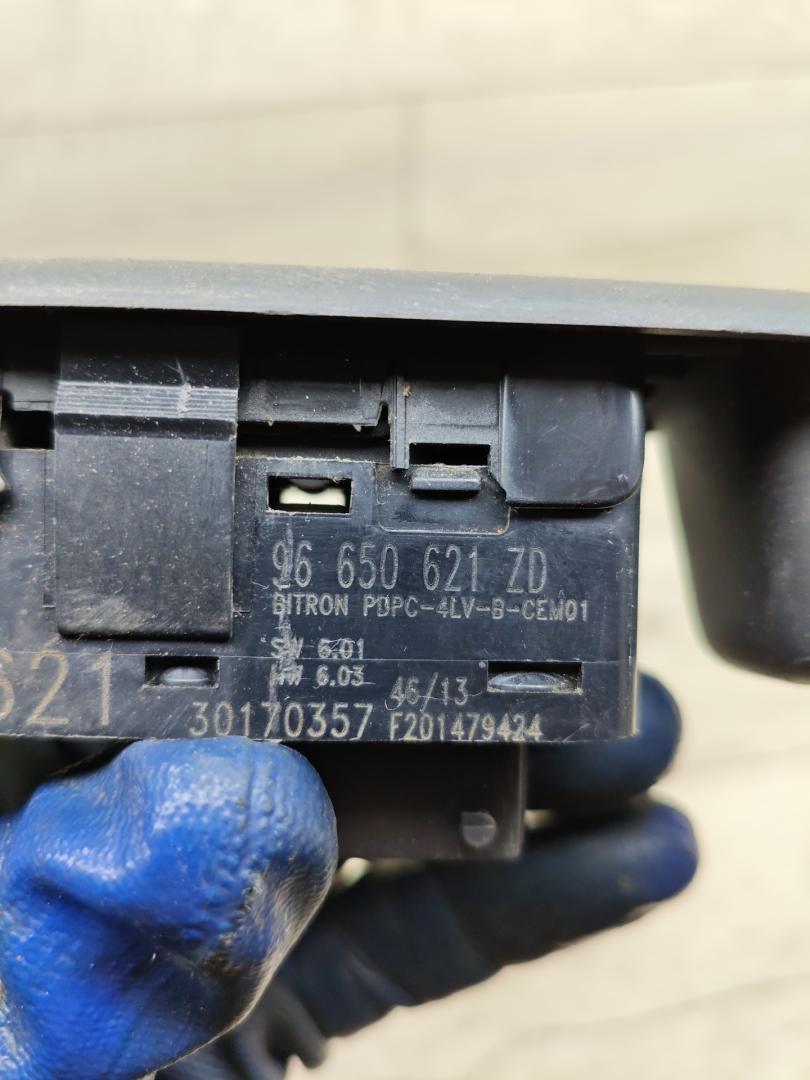 96 650 621 ZD
BITRON PDPC-4LV-B-CEM01
SW 6.01
HW 6.03
46/13
621
30170357 F201479424